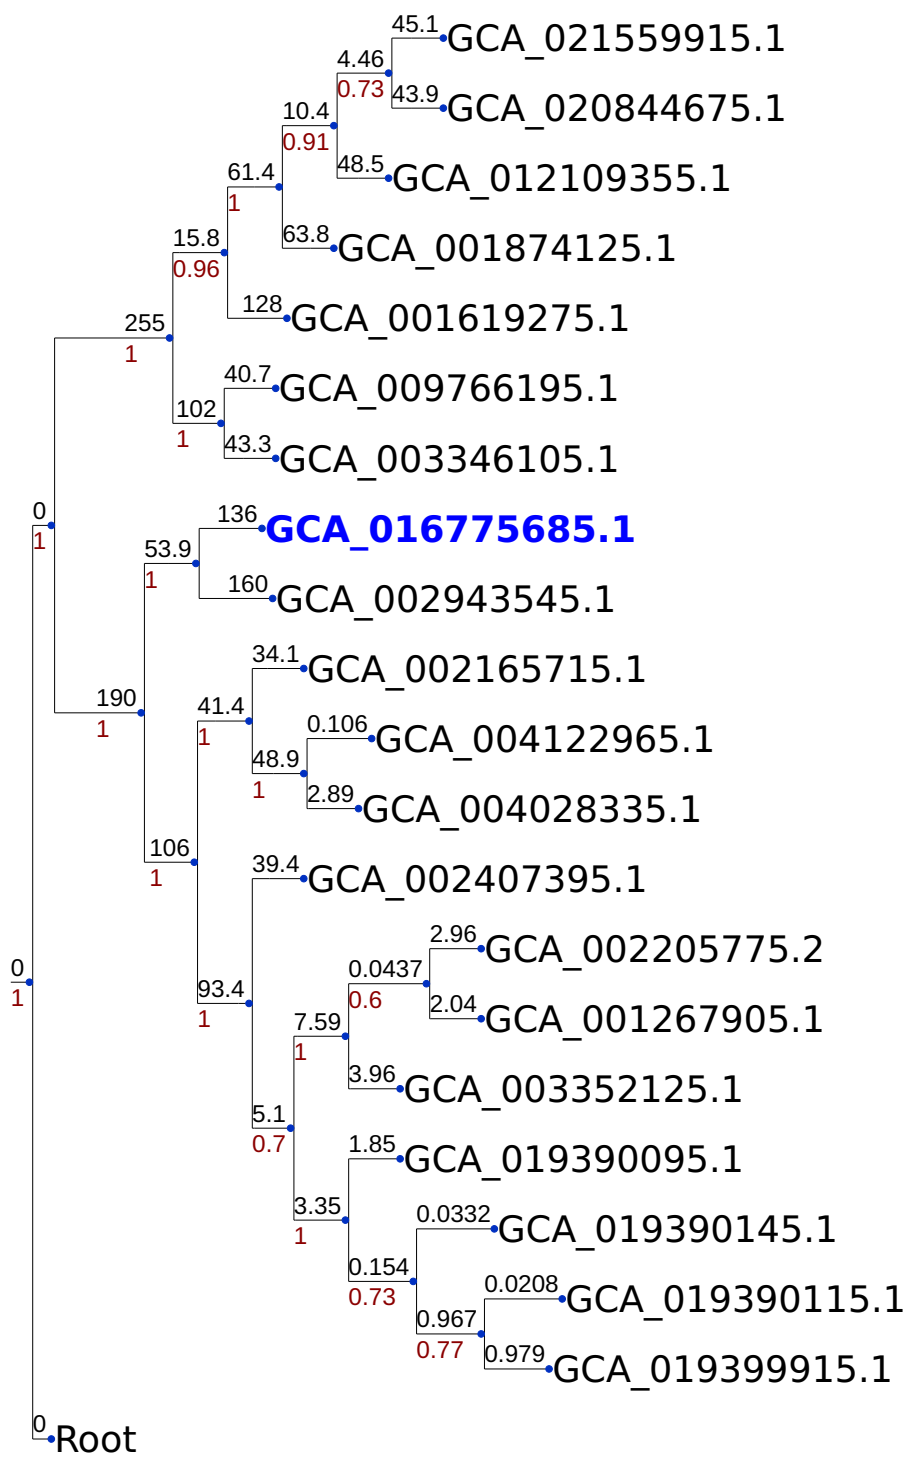 45.1
GCA_021559915.1
4.46
0.73
43.9
GCA_020844675.1
10.4
0.91
48.5
GCA_012109355.1
61.4
1
63.8
GCA_001874125.1
15.8
0.96
128
GCA_001619275.1
255
1
40.7
GCA_009766195.1
102
1
43.3
GCA_003346105.1
0
1
136
GCA_016775685.1
53.9
1
160
GCA_002943545.1
190
1
34.1
GCA_002165715.1
41.4
1
0.106
GCA_004122965.1
48.9
1
2.89
GCA_004028335.1
106
1
39.4
GCA_002407395.1
0
1
93.4
1
2.96
GCA_002205775.2
0.0437
0.6
2.04
GCA_001267905.1
7.59
1
3.96
GCA_003352125.1
5.1
0.7
1.85
GCA_019390095.1
3.35
1
0.0332
GCA_019390145.1
0.154
0.73
0.0208
GCA_019390115.1
0.967
0.77
0.979
GCA_019399915.1
0
Root